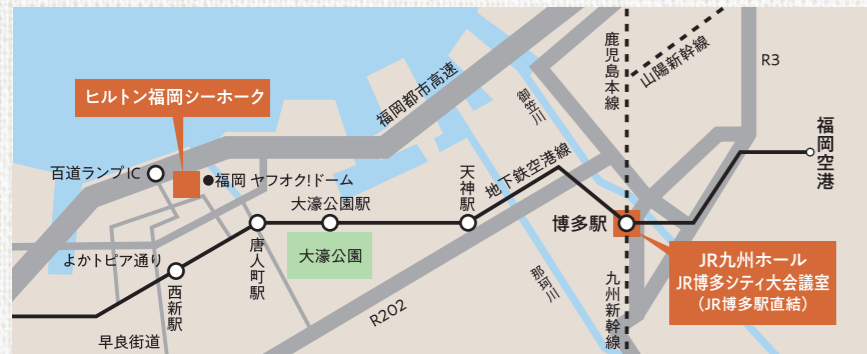 鹿児島本線
山陽新幹線
R3
福岡都市高速
御笠川
ヒルトン福岡シーホーク
福岡空港
百道ランプIC
●福岡 ヤフオク!ドーム
天神駅
地下鉄空港線
大濠公園駅
博多駅
大濠公園
唐人町駅
よかトピア通り
西新駅
JR九州ホール
JR博多シティ大会議室
(JR博多駅直結)
那珂川
九州新幹線
R202
早良街道